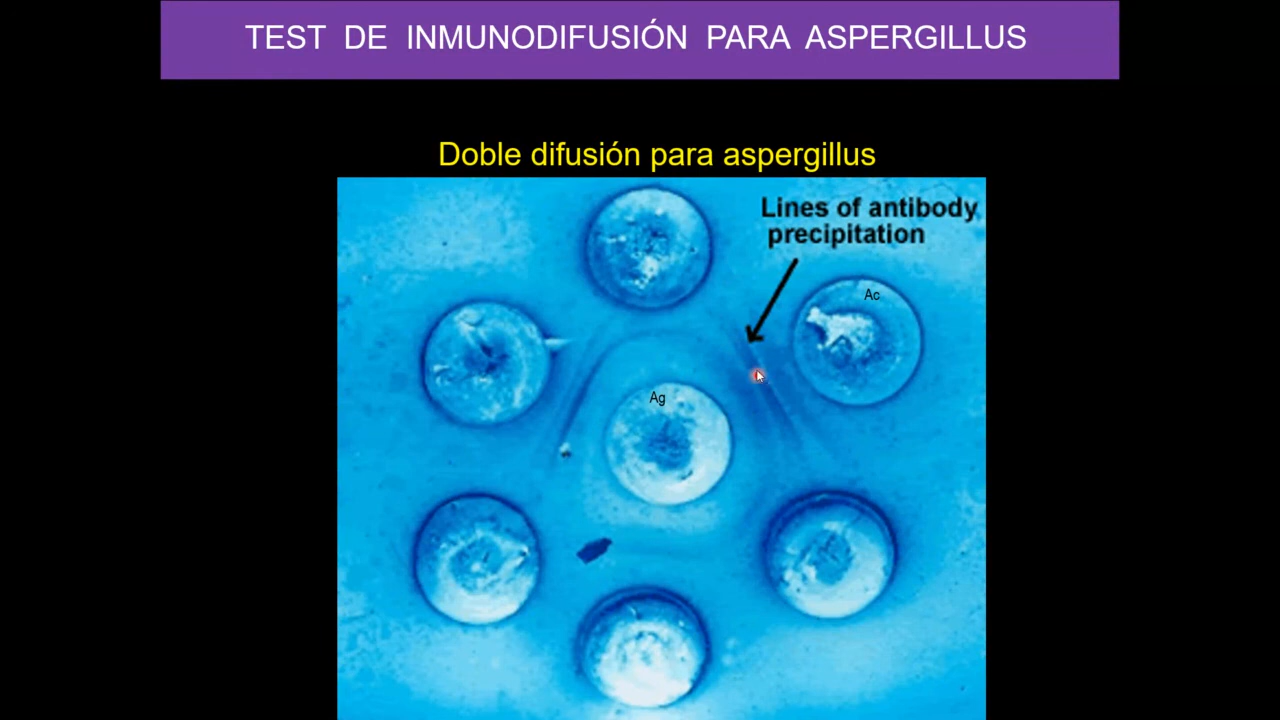 TEST DE INMUNODIFUSIÓN PARA ASPERGILLUS
Doble difusión para aspergillus
Lines of antibody
precipitation
Ac
Ag